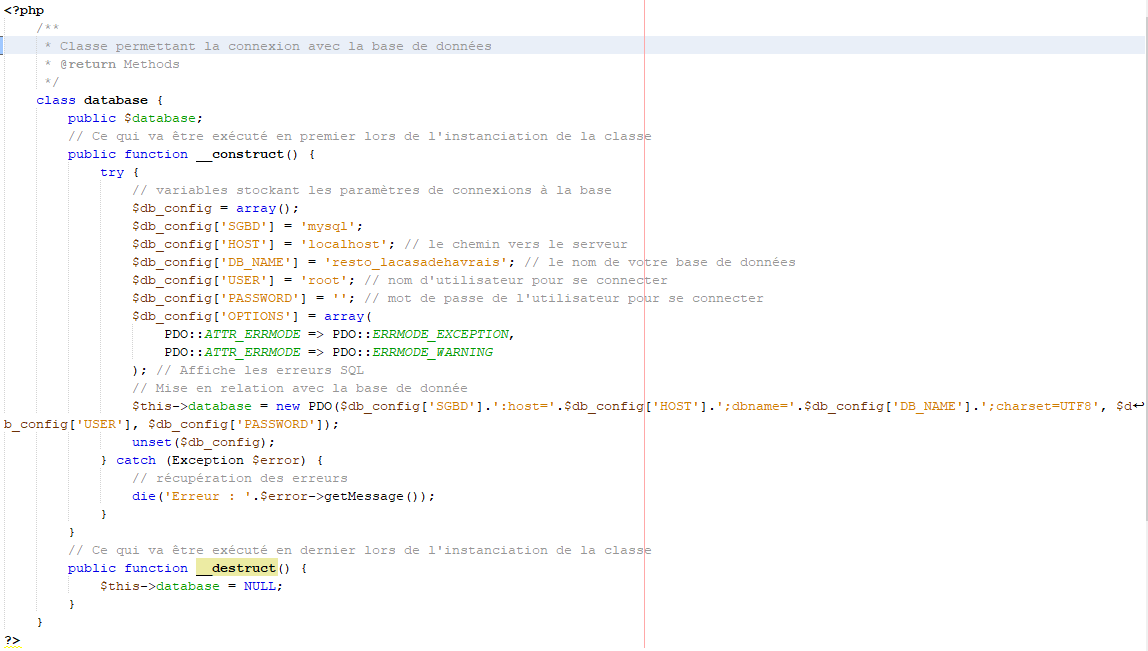 <?php
/**
* Classe permettant la connexion avec la base de données
* @return Methods
*/
class database {
public $database;
// Ce qui va être exécuté en premier lors de l'instanciation de la classe
public function __construct() {
try {
// variables stockant les paramètres de connexions à la base
$db_config = array();
$db_config['SGBD'] = 'mysql';
$db_config['HOST'] = 'localhost'; // le chemin vers le serveur
$db_config['DB_NAME'] = 'resto_lacasadehavrais'; // le nom de votre base de données
$db_config['USER'] = 'root'; // nom d'utilisateur pour se connecter
$db_config['PASSWORD'] = ''; // mot de passe de l'utilisateur pour se connecter
$db_config['OPTIONS'] = array(
PDO::ATTR_ERRMODE => PDO::ERRMODE_EXCEPTION,
PDO::ATTR_ERRMODE => PDO::ERRMODE_WARNING
); // Affiche les erreurs SQL
// Mise en relation avec la base de donnée
$this->database = new PDO($db_config['SGBD'].':host='.$db_config['HOST'].';dbname='.$db_config['DB_NAME'].';charset=UTF8', $d↩
b_config['USER'], $db_config['PASSWORD']);
unset($db_config);
} catch (Exception $error) {
// récupération des erreurs
die('Erreur : '.$error->getMessage());
}
}
// Ce qui va être exécuté en dernier lors de l'instanciation de la classe
public function __destruct() {
$this->database = NULL;
}
}
?>